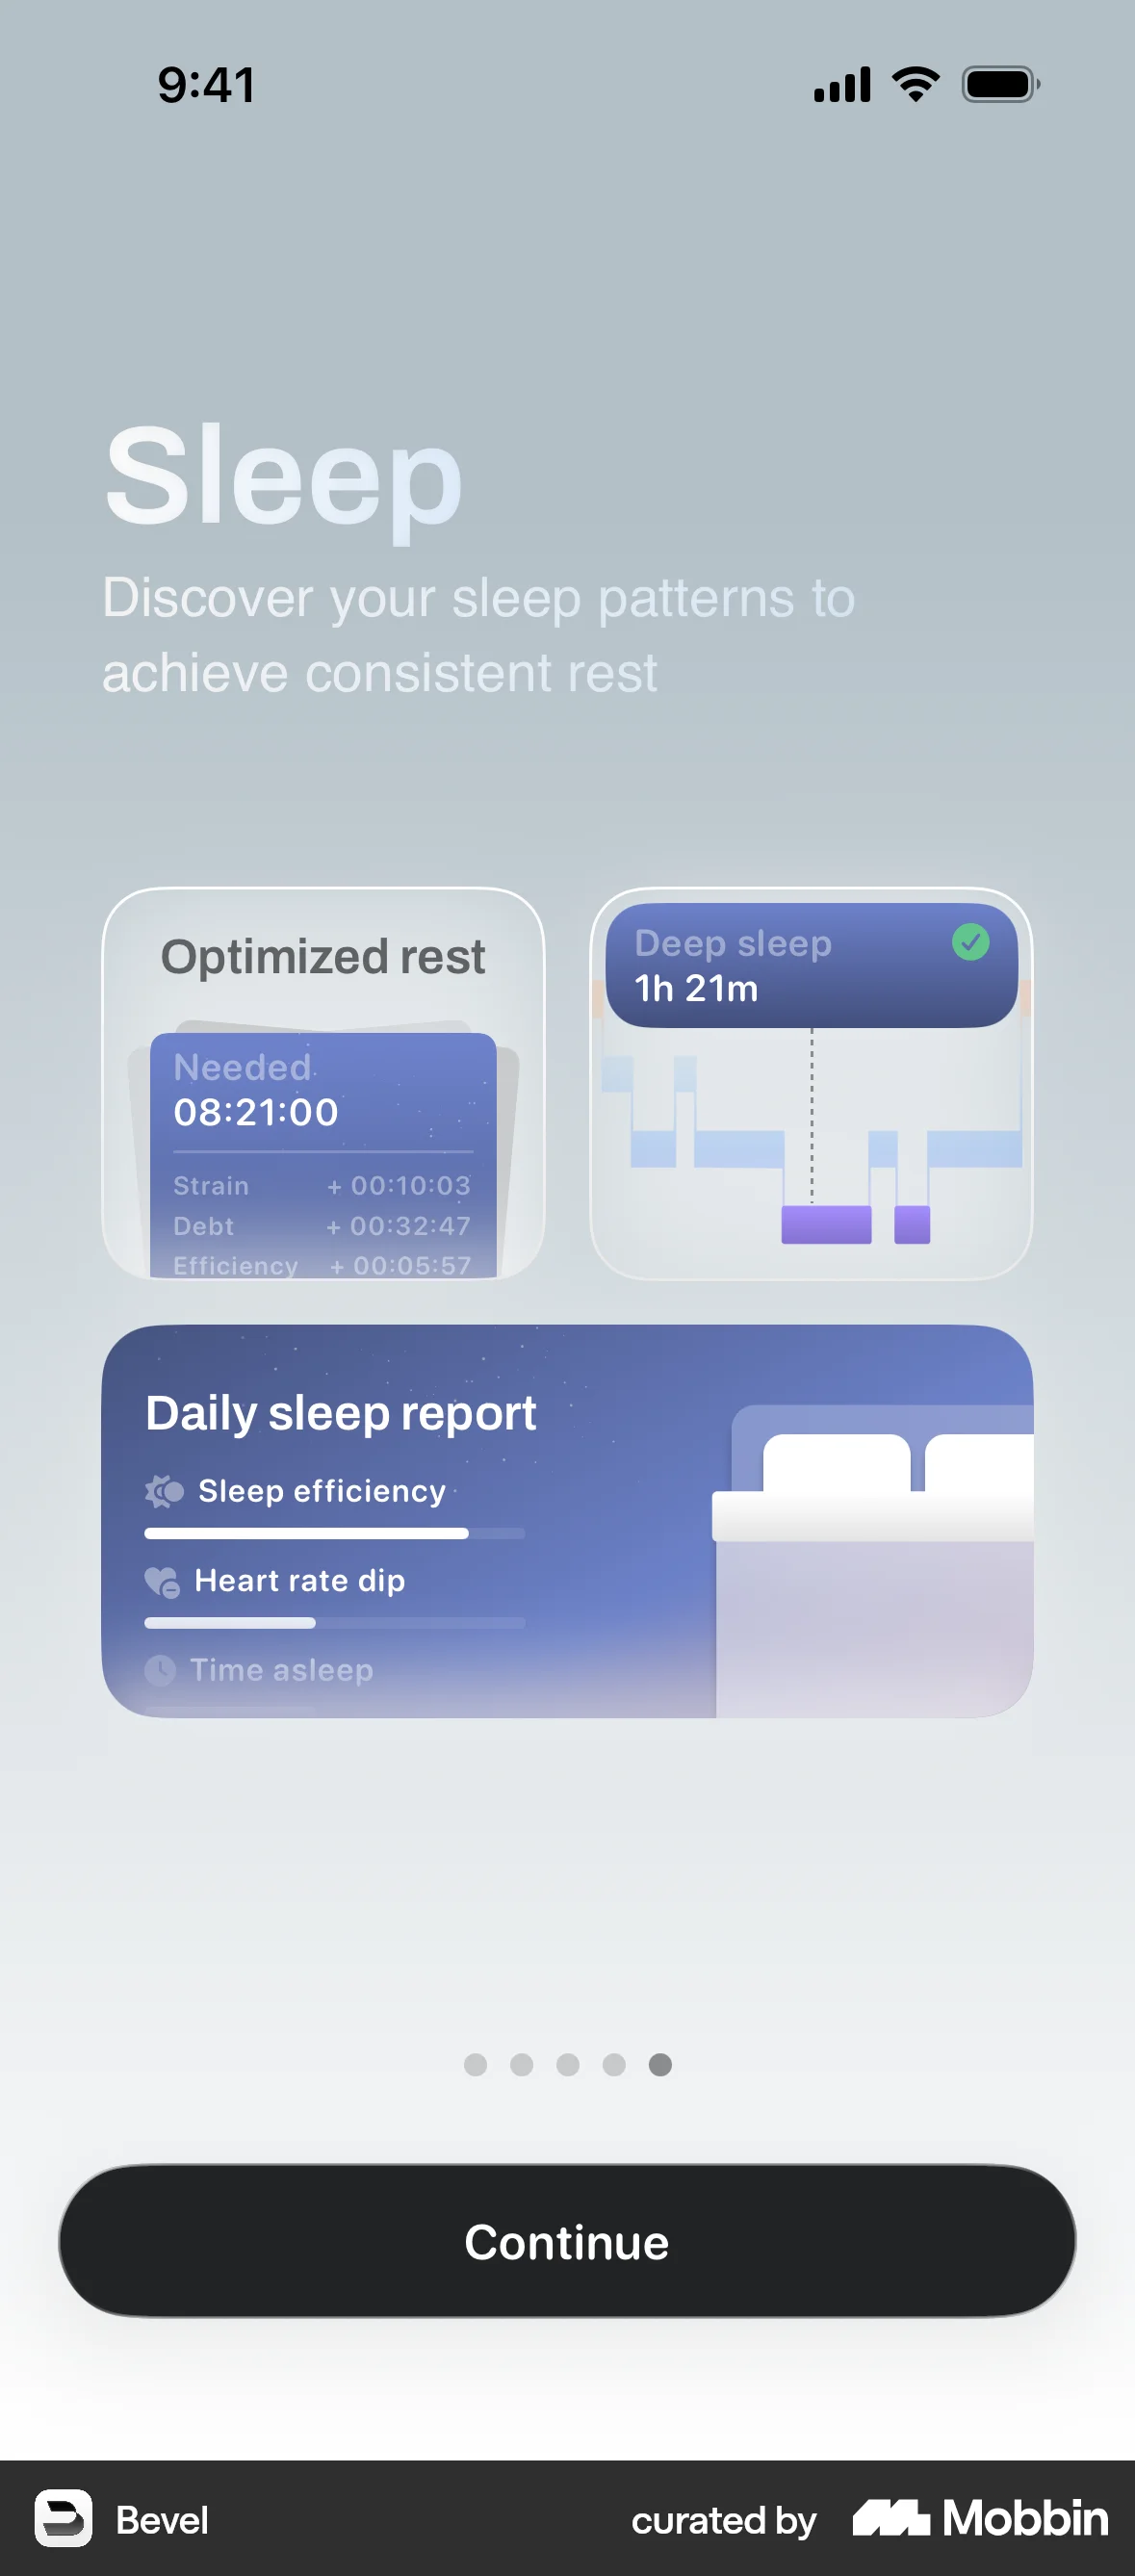 9:41
Sleep
Discover your sleep patterns to
achieve consistent rest
Optimized rest
Needed
08:21:00
Strain + 00:10:03
Debt + 00:32:47
Efficiency + 00:05:57
Deep sleep
1h 21m
Daily sleep report
Sleep efficiency
Heart rate dip
Time asleep
Continue
Bevel
curated by Mobbin